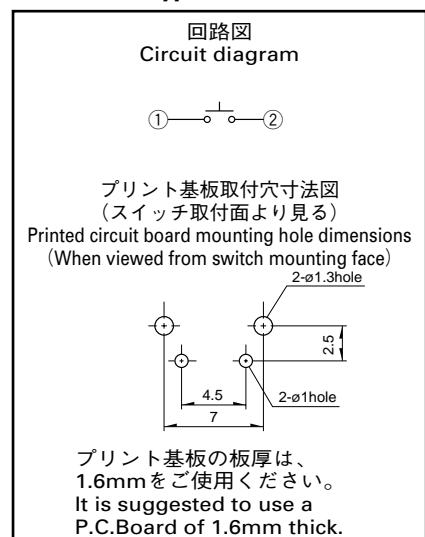 回路図
Circuit diagram
① ②
プリント基板取付穴寸法図
（スイッチ取付面より見る）
Printed circuit board mounting hole dimensions
（When viewed from switch mounting face）
2-ø1.3hole
2.5
4.5
2-ø1hole
7
プリント基板の板厚は、
1.6mmをご使用ください。
It is suggested to use a
P.C.Board of 1.6mm thick.